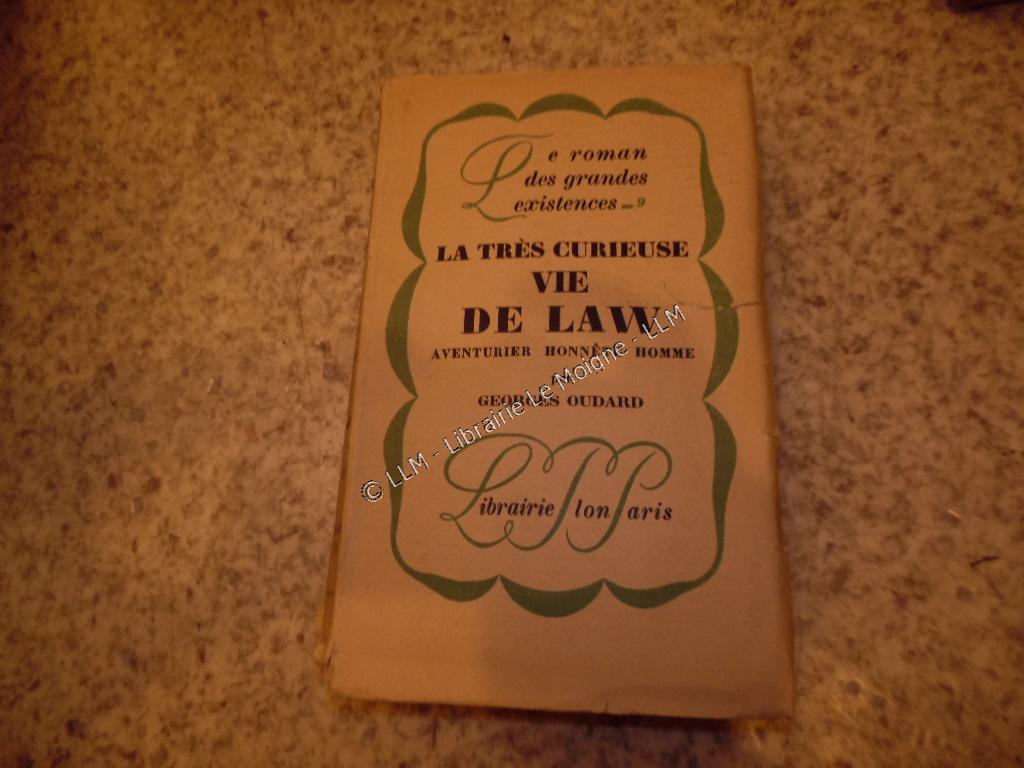 Le roman
des grandes
existences - 9
LA TRÈS CURIEUSE
VIE
DE LAW
AVENTURIER HONNÊTE HOMME
GEORGES OUDARD
Librairie Plon Paris
© LLM - Librairie Le Moigne - LLM